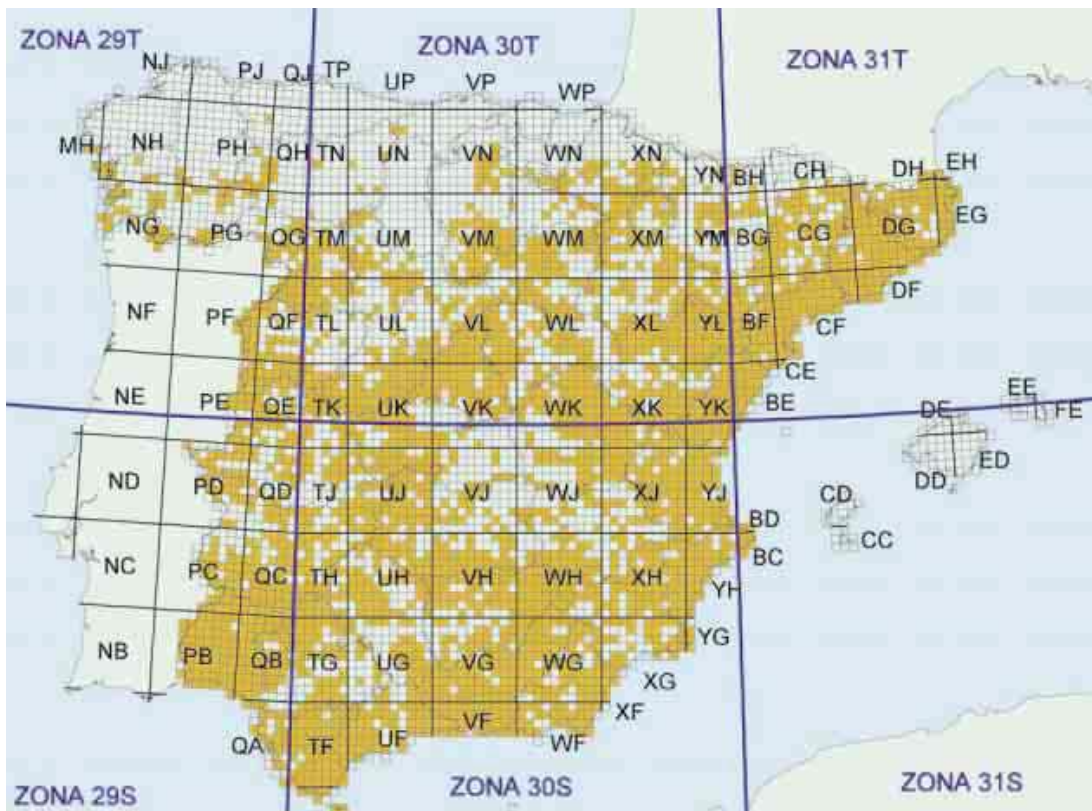 ZONA 29T ZONA 30T ZONA 31T
NJ PJ QJ TP UP VP WP
MH NH PH QH TN UN VN WN XN YN BH CH DH EH
NG PG QG TM UM VM WM XM YM BG CG DG EG
NF PF QF TL UL VL WL XL YL BF CF DF
NE PE QE TK UK VK WK XK YK BE CE DE EE FE
ND PD QD TJ UJ VJ WJ XJ YJ BD CD DD ED
NC PC QC TH UH VH WH XH YH BC CC
NB PB QB TG UG VG WG XG YG
QA TF UF VF WF XF
ZONA 29S ZONA 30S ZONA 31S